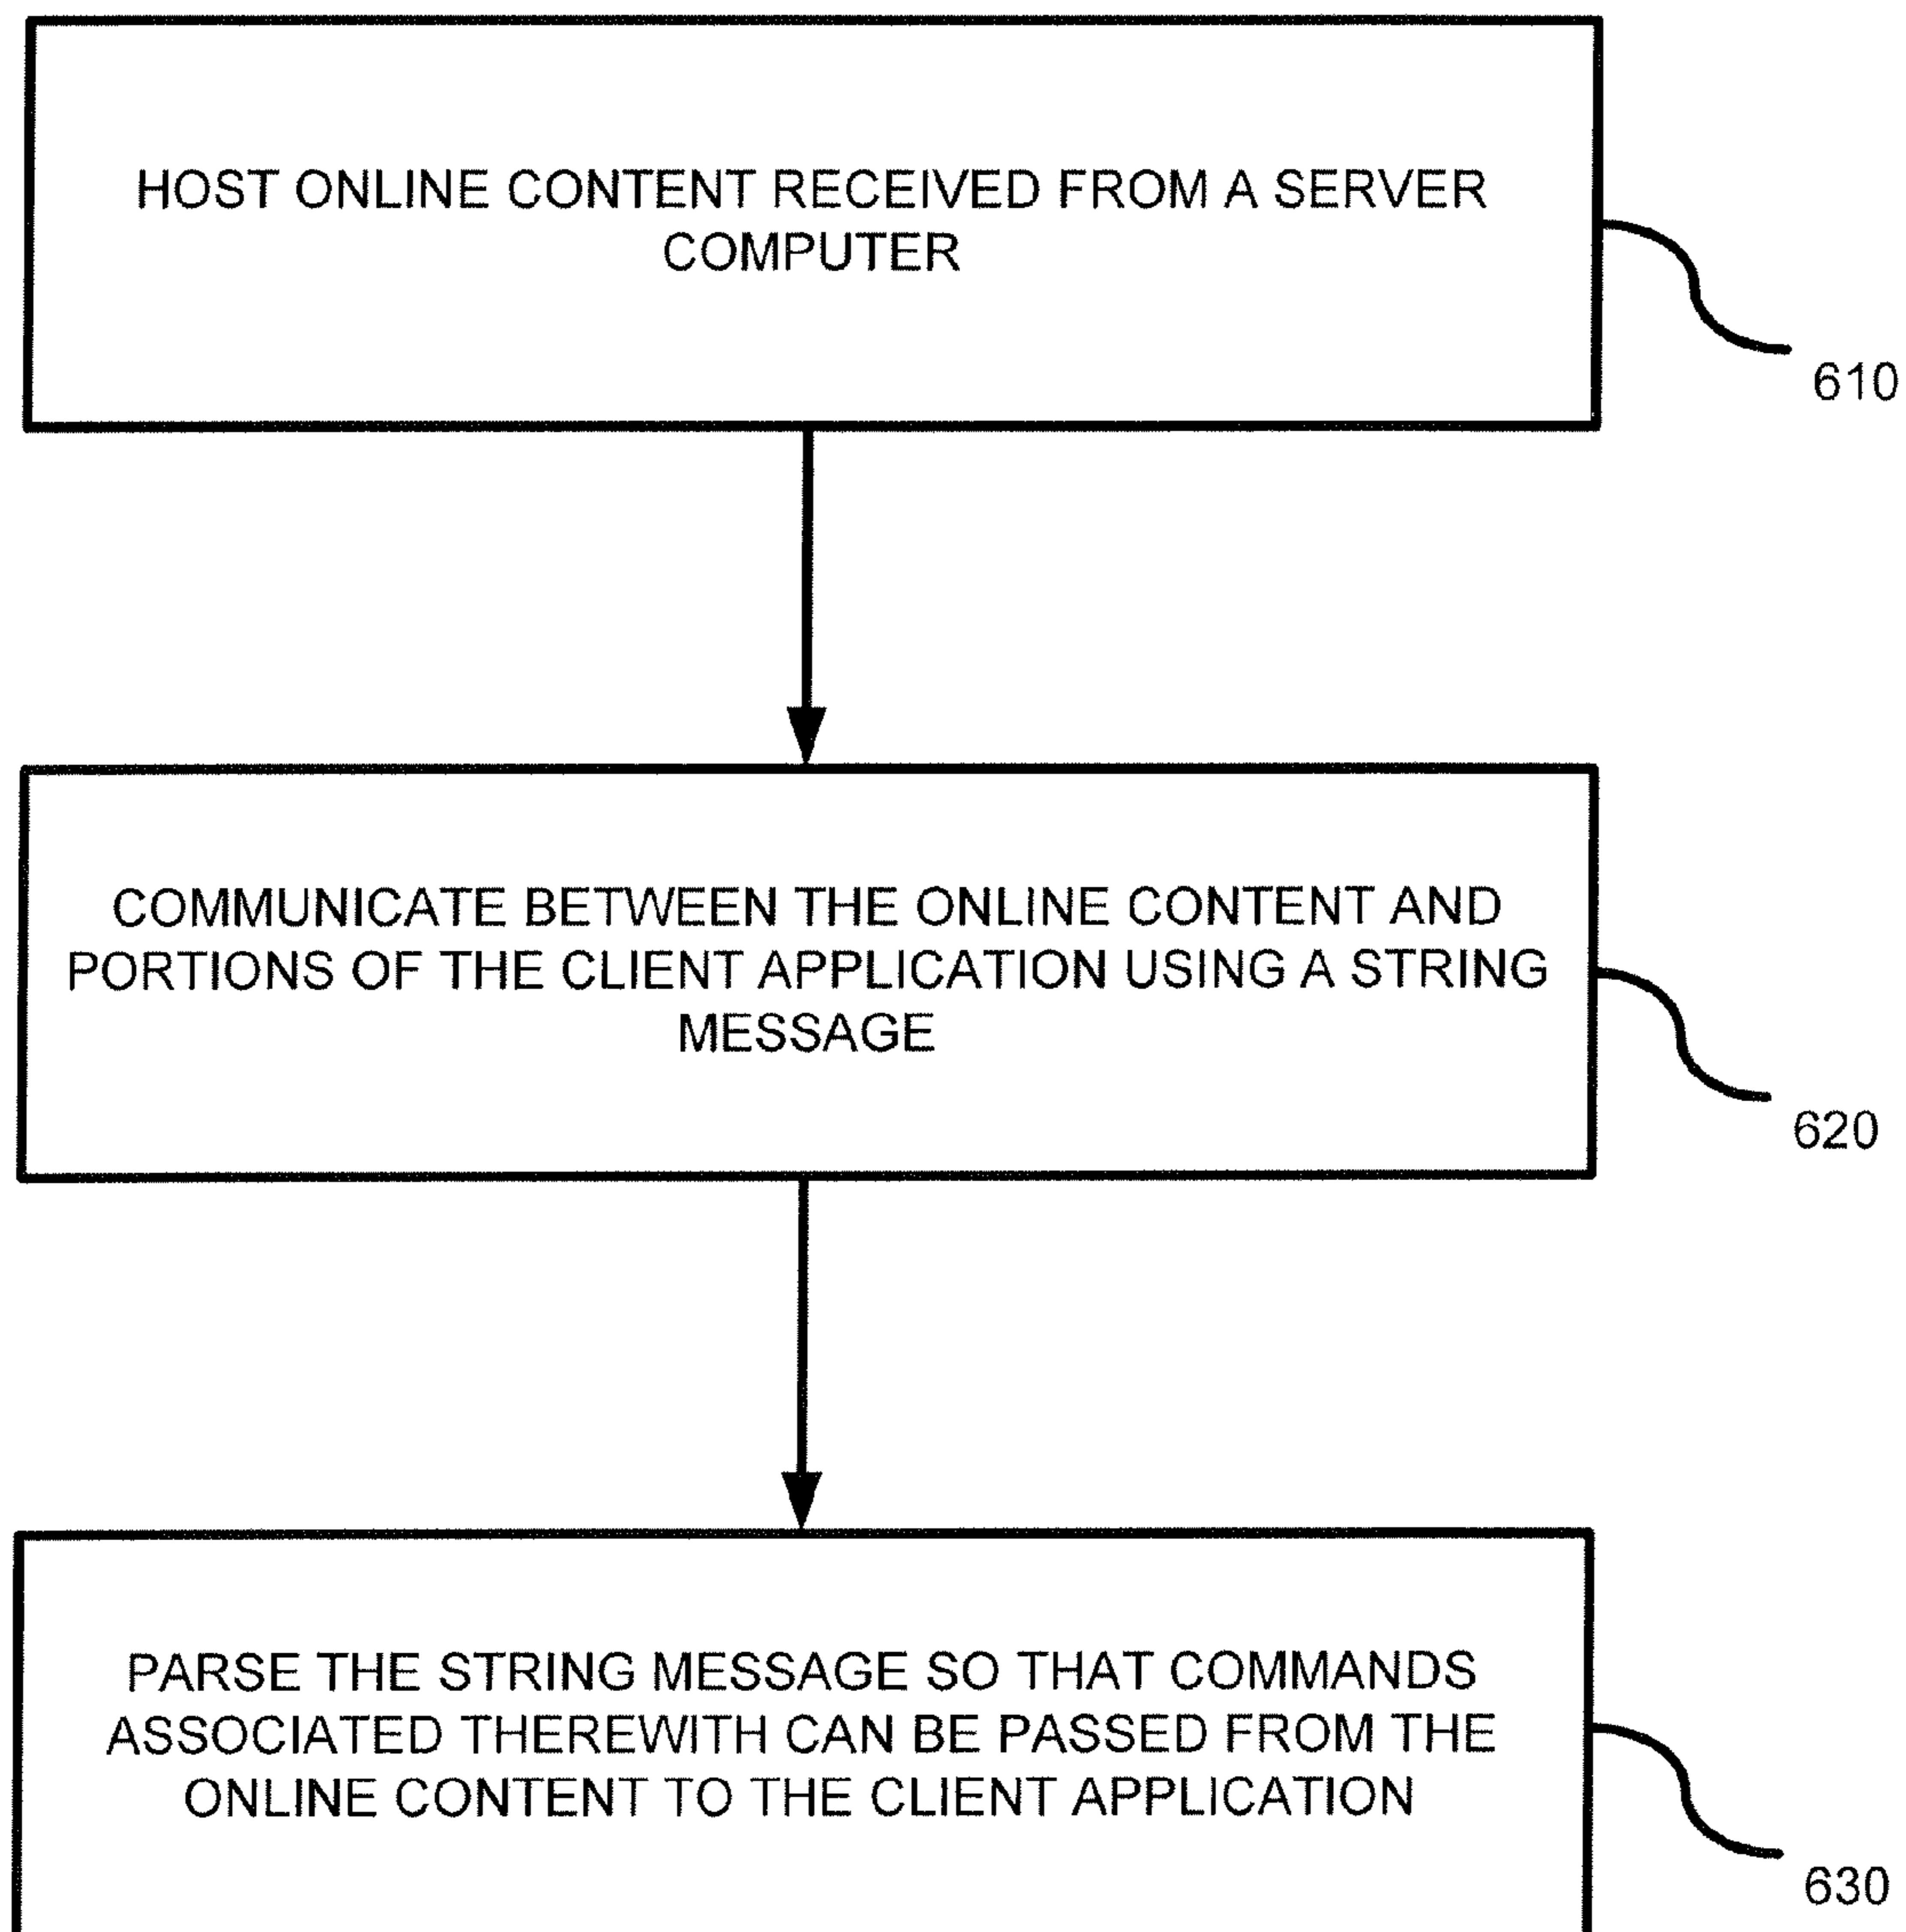 HOST ONLINE CONTENT RECEIVED FROM A SERVER
COMPUTER
610
COMMUNICATE BETWEEN THE ONLINE CONTENT AND
PORTIONS OF THE CLIENT APPLICATION USING A STRING
MESSAGE
620
PARSE THE STRING MESSAGE SO THAT COMMANDS
ASSOCIATED THEREWITH CAN BE PASSED FROM THE
ONLINE CONTENT TO THE CLIENT APPLICATION
630